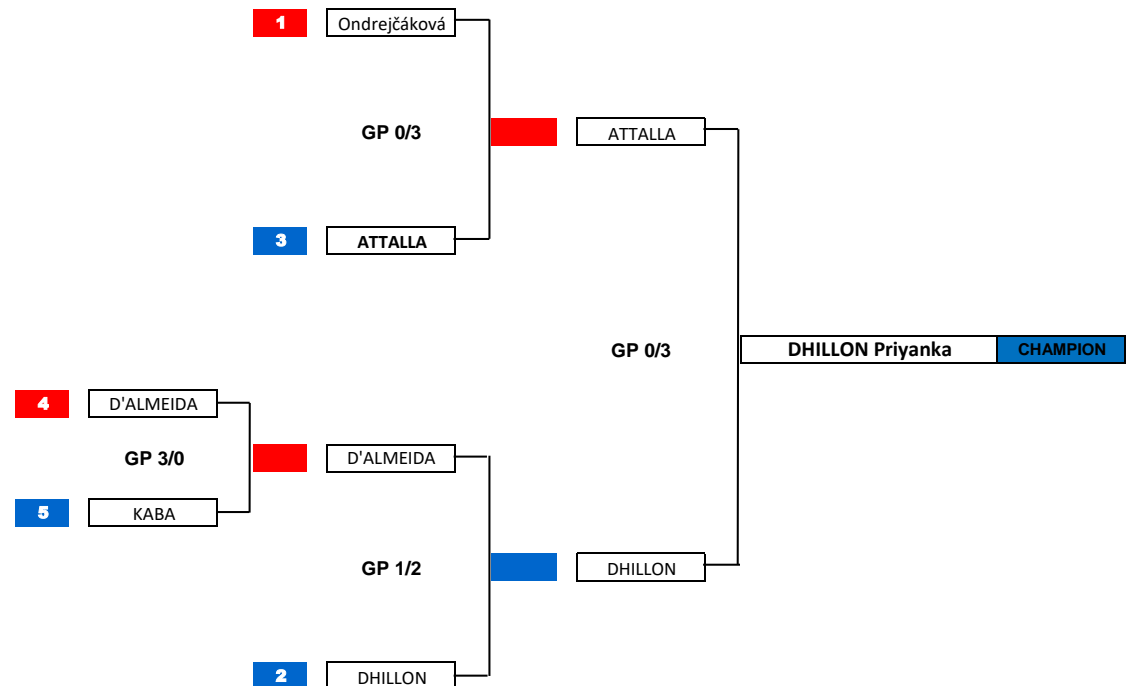 1 Ondrejčáková
GP 0/3 ATTALLA
3 ATTALLA
GP 0/3 DHILLON Priyanka CHAMPION
4 D'ALMEIDA
GP 3/0 D'ALMEIDA
5 KABA
GP 1/2 DHILLON
2 DHILLON